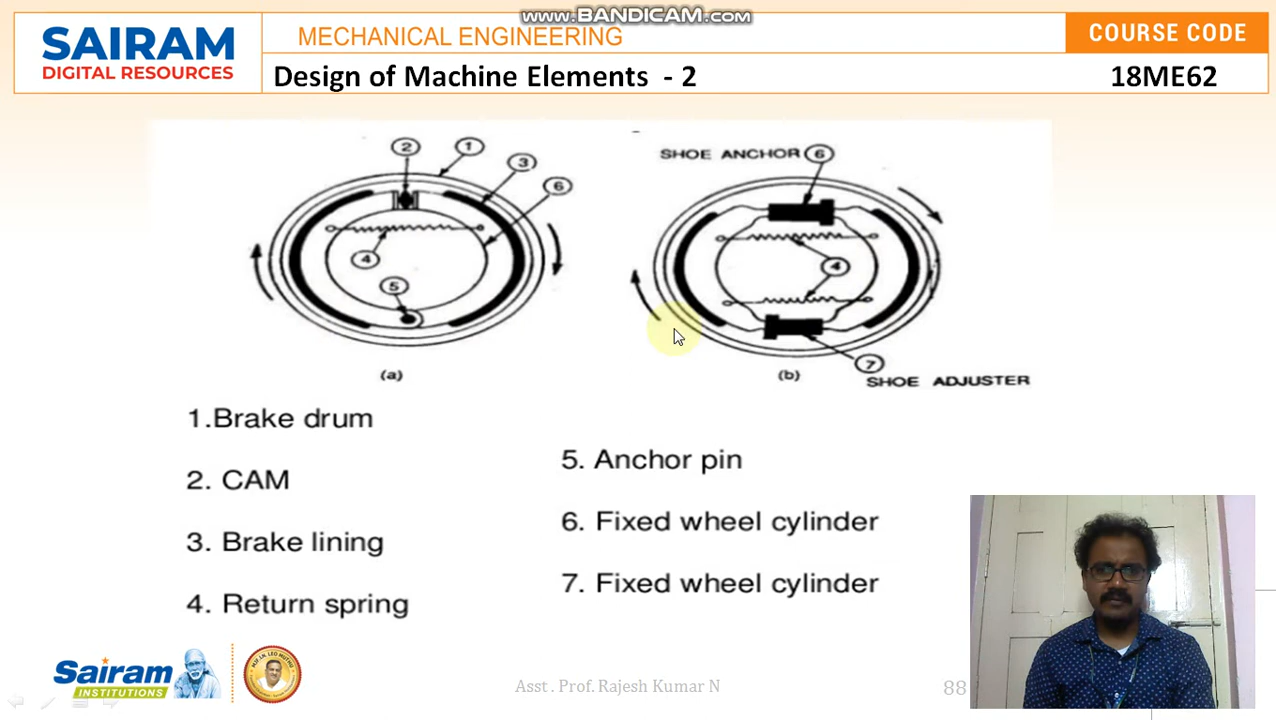 www.BANDICAM.com
SAIRAM
DIGITAL RESOURCES
MECHANICAL ENGINEERING
COURSE CODE
Design of Machine Elements - 2
18ME62
2
1
3
6
4
5
(a)
SHOE ANCHOR 6
4
7
(b)
SHOE ADJUSTER
1.Brake drum
2. CAM
3. Brake lining
4. Return spring
5. Anchor pin
6. Fixed wheel cylinder
7. Fixed wheel cylinder
Sairam
INSTITUTIONS
Asst . Prof. Rajesh Kumar N
88